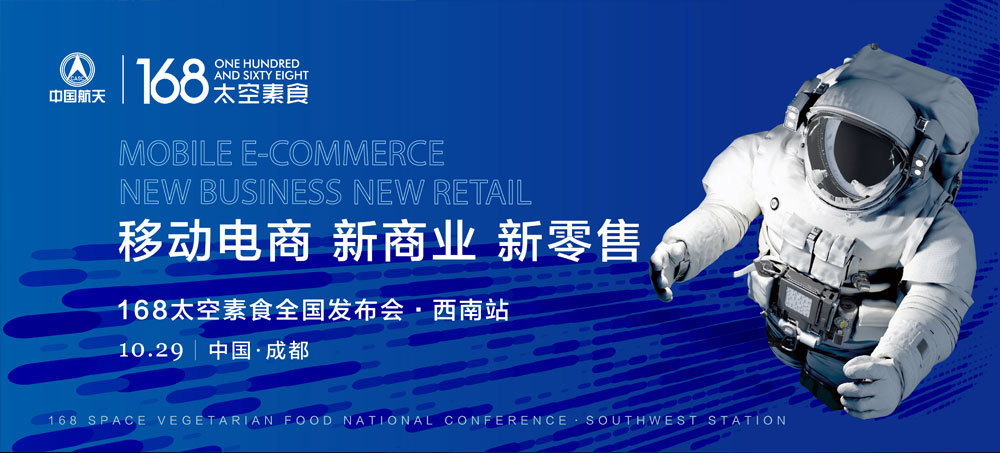 CASC
中国航天
168
ONE HUNDRED
AND SIXTY EIGHT
太空素食
MOBILE E-COMMERCE
NEW BUSINESS NEW RETAIL
移动电商 新商业 新零售
168太空素食全国发布会·西南站
10.29 | 中国·成都
168 SPACE VEGETARIAN FOOD NATIONAL CONFERENCE · SOUTHWEST STATION